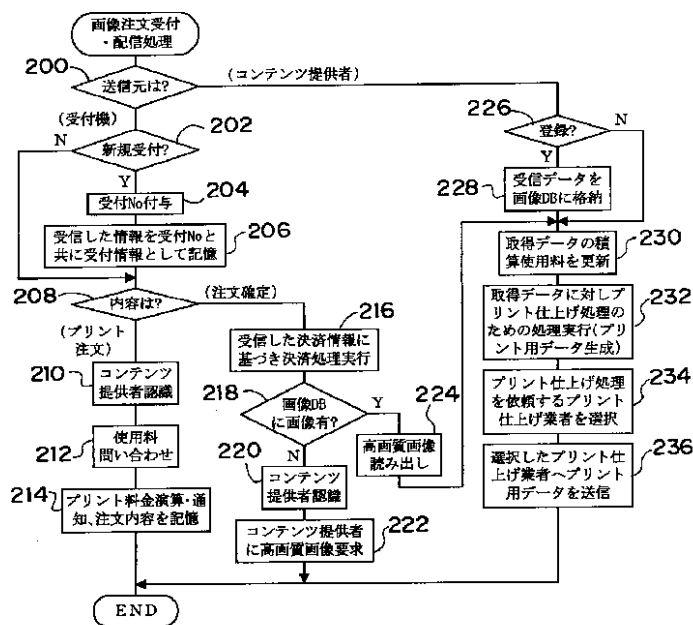 画像注文受付
・配信処理
200
送信元は?
(コンテンツ提供者)
(受付機)
202
N
新規受付?
Y
204
受付No付与
受信した情報を受付Noと
共に受付情報として記憶
206
208
内容は?
(注文確定)
(プリント
注文)
210
コンテンツ
提供者認識
212
使用料
問い合わせ
214
プリント料金演算・通
知、注文内容を記憶
216
受信した決済情報に
基づき決済処理実行
218
画像DB
に画像有?
Y
N
224
高画質画像
読み出し
220
コンテンツ
提供者認識
222
コンテンツ提供者
に高画質画像要求
226
登録?
N
Y
228
受信データを
画像DBに格納
230
取得データの積
算使用料を更新
232
取得データに対しプリ
ント仕上げ処理の
ための処理実行(プリ
ント用データ生成)
234
プリント仕上げ処理
を依頼するプリント
仕上げ業者を選択
236
選択したプリント仕
上げ業者へプリント
用データを送信
END